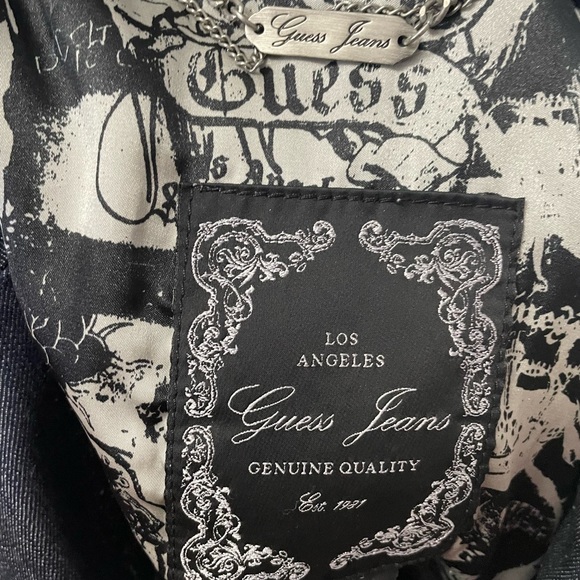 Guess Jeans
Guess
LOS
ANGELES
Guess Jeans
GENUINE QUALITY
Est. 1981